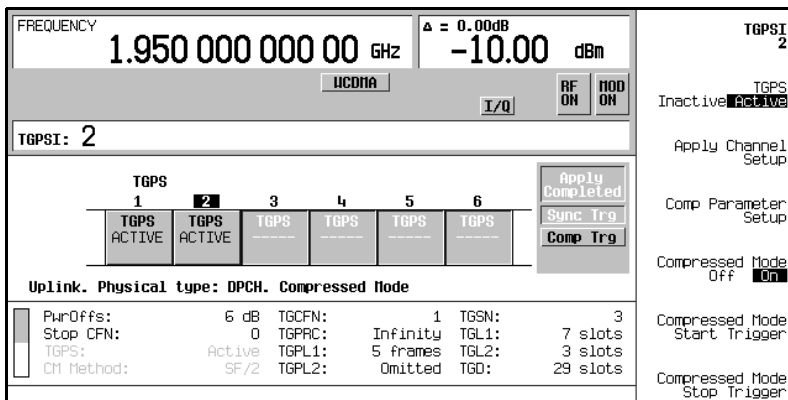 FREQUENCY
1.950 000 000 00 GHz
Δ = 0.00dB
-10.00 dBm
WCDMA
I/Q
RF ON
MOD ON
TGPSI: 2
TGPS
1 2 3 4 5 6
TGPS ACTIVE
TGPS ACTIVE
TGPS -----
TGPS -----
TGPS -----
TGPS -----
Apply Completed
Sync Trg
Comp Trg
Uplink. Physical type: DPCH. Compressed Mode
PwrOffs: 6 dB TGCFN: 1 TGSN: 3
Stop CFN: 0 TGPRC: Infinity TGL1: 7 slots
TGPS: Active TGPL1: 5 frames TGL2: 3 slots
CM Method: SF/2 TGPL2: Omitted TGD: 29 slots
TGPSI
2
TGPS
Inactive Active
Apply Channel
Setup
Comp Parameter
Setup
Compressed Mode
Off On
Compressed Mode
Start Trigger
Compressed Mode
Stop Trigger